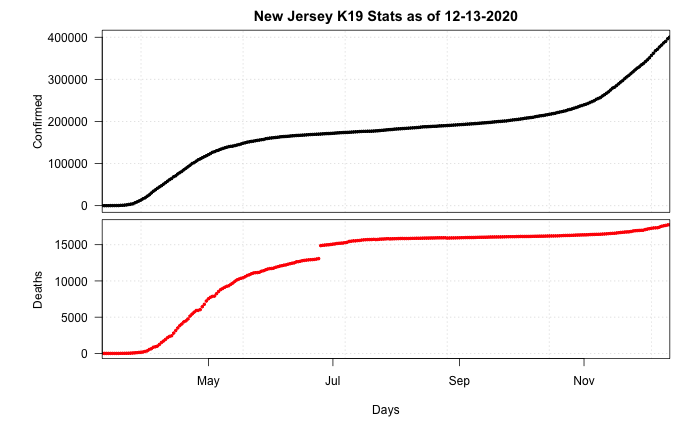 New Jersey K19 Stats as of 12-13-2020
Confirmed
400000
300000
200000
100000
0
Deaths
15000
10000
5000
0
May Jul Sep Nov
Days